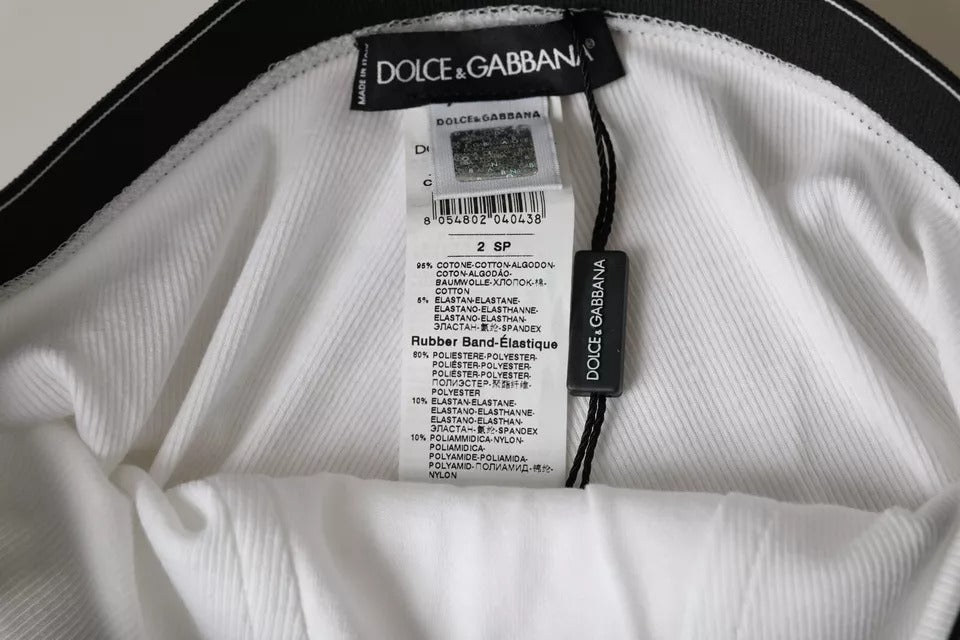 MADE IN ITALY
DOLCE & GABBANA®
DOLCE & GABBANA
8 054802 040438
2 SP
95% COTONE-COTTON-ALGODON-
COTON-ALGODÃO-
BAUMWOLLE-ХЛОПОК-棉-
COTTON
5% ELASTAN-ELASTANE-
ELASTANO-ELASTHANNE-
ELASTANO-ELASTHAN-
ЭЛАСТАН-氨纶-SPANDEX
Rubber Band-Élastique
80% POLIESTERE-POLYESTER-
POLIÉSTER-POLYESTER-
POLIÉSTER-POLYESTER-
ПОЛИЭСТЕР-聚酯纤维-
POLYESTER
10% ELASTAN-ELASTANE-
ELASTANO-ELASTHANNE-
ELASTANO-ELASTHAN-
ЭЛАСТАН-氨纶-SPANDEX
10% POLIAMMIDICA-NYLON-
POLIAMIDICA-
POLYAMIDE-POLIAMIDA-
POLYAMID-ПОЛИАМИД-锦纶-
NYLON
DOLCE & GABBANA